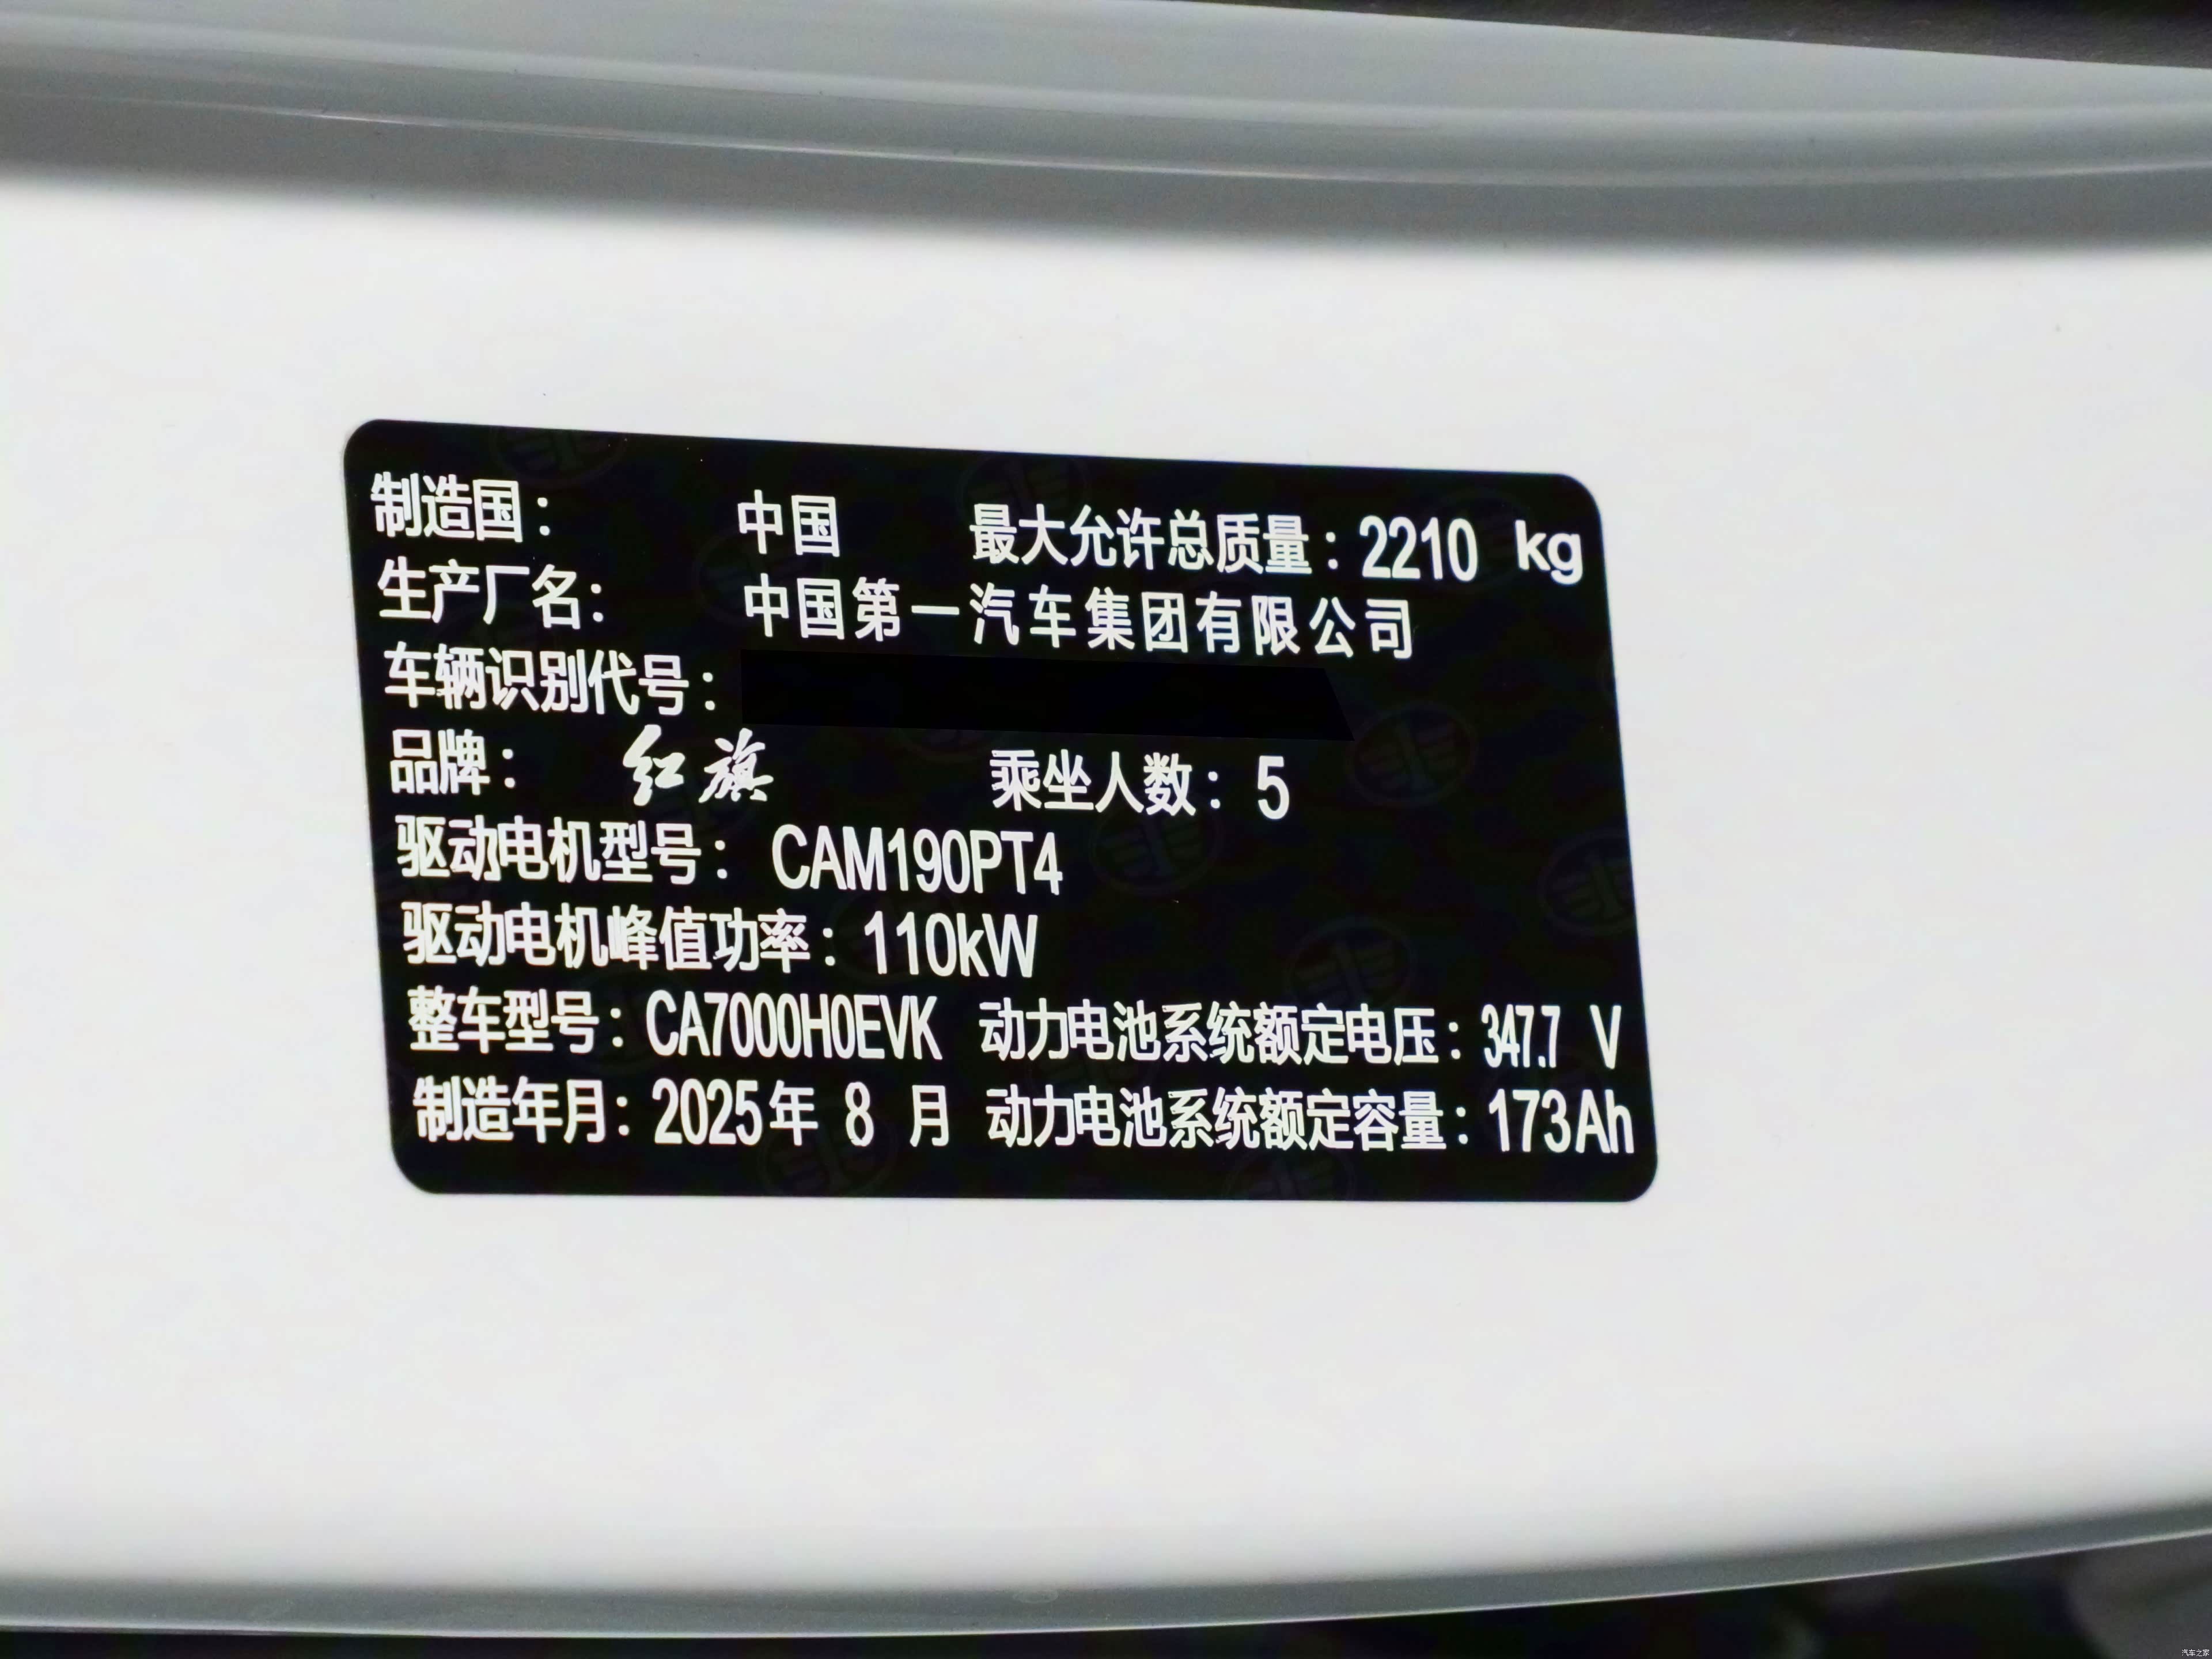 制造国： 中国 最大允许总质量：2210 kg
生产厂名： 中国第一汽车集团有限公司
车辆识别代号：
品牌： 红旗 乘坐人数：5
驱动电机型号：CAM190PT4
驱动电机峰值功率：110kW
整车型号：CA7000H0EVK 动力电池系统额定电压：347.7 V
制造年月：2025年 8 月 动力电池系统额定容量：173Ah
汽车之家